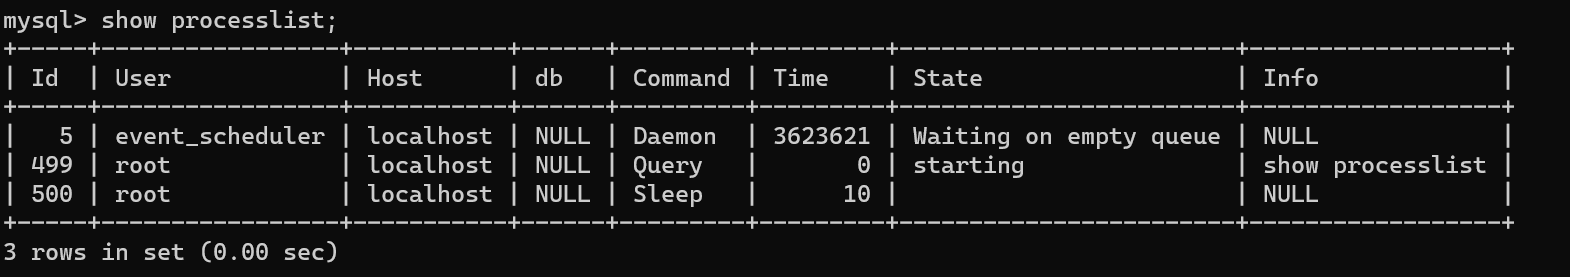 mysql> show processlist;
+-----+-----------------+-----------+------+---------+---------+------------------------+------------------+
| Id  | User            | Host      | db   | Command | Time    | State                  | Info             |
+-----+-----------------+-----------+------+---------+---------+------------------------+------------------+
|   5 | event_scheduler | localhost | NULL | Daemon  | 3623621 | Waiting on empty queue | NULL             |
| 499 | root            | localhost | NULL | Query   |       0 | starting               | show processlist |
| 500 | root            | localhost | NULL | Sleep   |      10 |                        | NULL             |
+-----+-----------------+-----------+------+---------+---------+------------------------+------------------+
3 rows in set (0.00 sec)